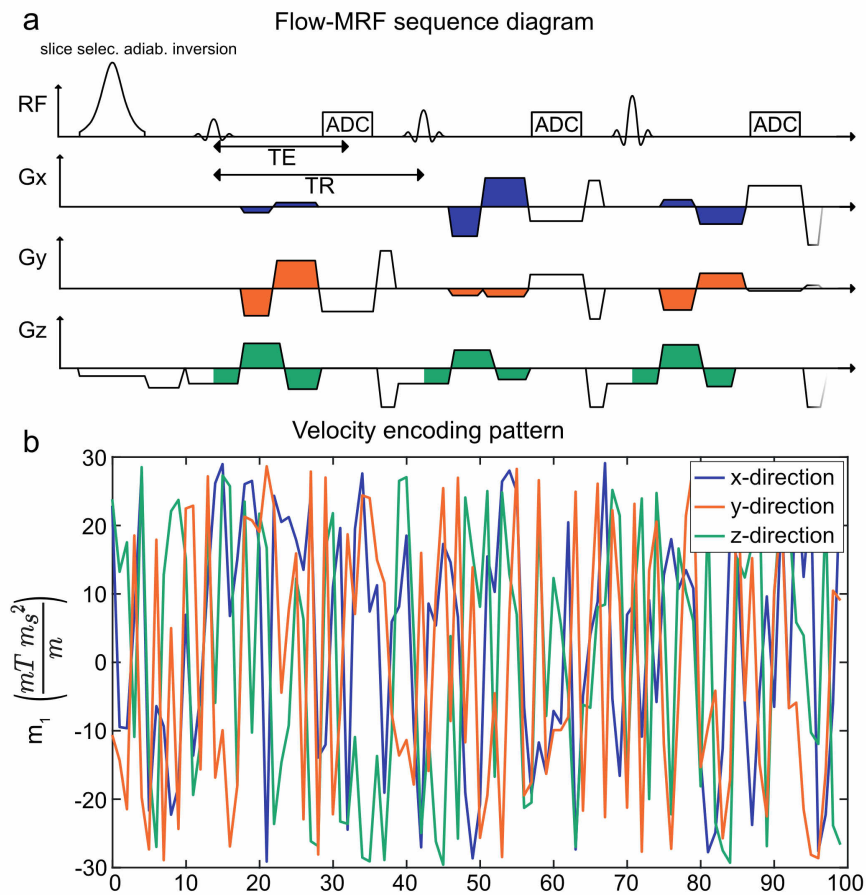 a
Flow-MRF sequence diagram
slice selec. adiab. inversion
RF
ADC
ADC
ADC
TE
TR
Gx
Gy
Gz
b
Velocity encoding pattern
30
20
10
0
-10
-20
-30
m₁ (mT ms²/m)
x-direction
y-direction
z-direction
0 10 20 30 40 50 60 70 80 90 100